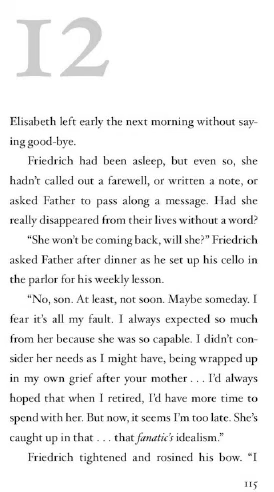 12
Elisabeth left early the next morning without say-
ing good-bye.
Friedrich had been asleep, but even so, she
hadn't called out a farewell, or written a note, or
asked Father to pass along a message. Had she
really disappeared from their lives without a word?
"She won't be coming back, will she?" Friedrich
asked Father after dinner as he set up his cello in
the parlor for his weekly lesson.
"No, son. At least, not soon. Maybe someday. I
fear it's all my fault. I always expected so much
from her because she was so capable. I didn't con-
sider her needs as I might have, being wrapped up
in my own grief after your mother . . . I'd always
hoped that when I retired, I'd have more time to
spend with her. But now, it seems I'm too late. She's
caught up in that . . . that fanatic's idealism."
Friedrich tightened and rosined his bow. "I
115